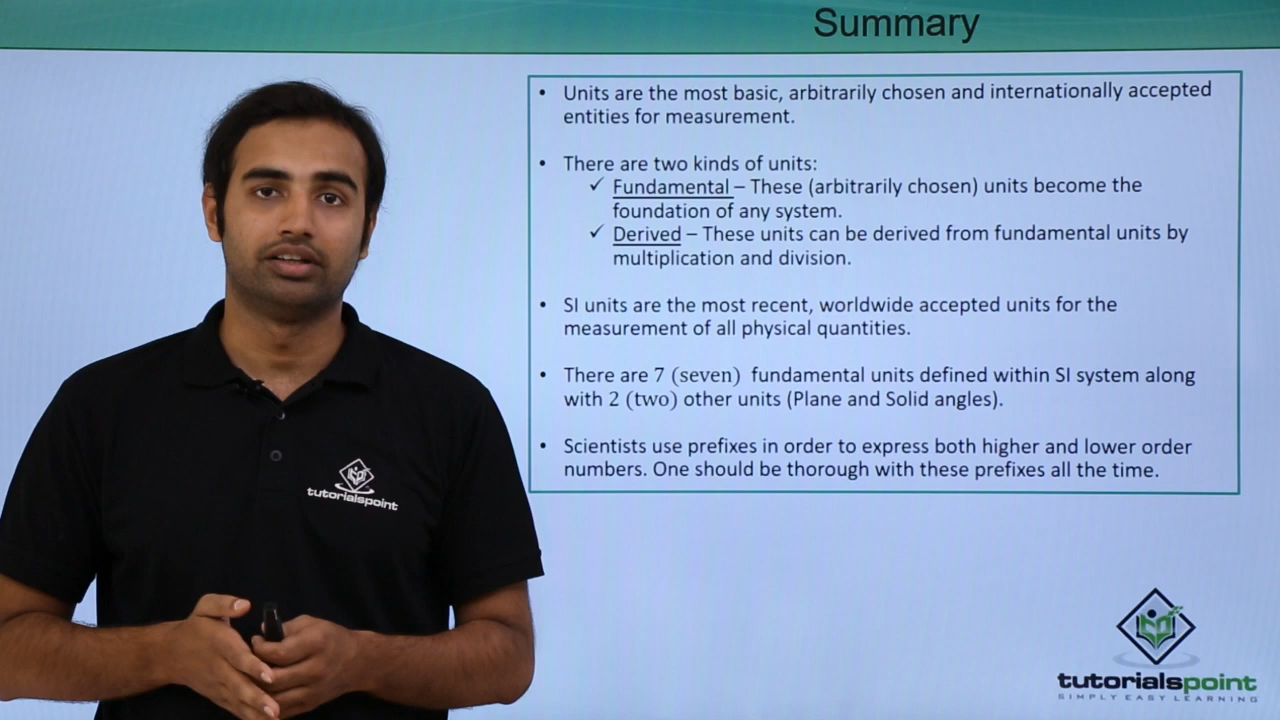 Summary
• Units are the most basic, arbitrarily chosen and internationally accepted
entities for measurement.
• There are two kinds of units:
✓ Fundamental – These (arbitrarily chosen) units become the
foundation of any system.
✓ Derived – These units can be derived from fundamental units by
multiplication and division.
• SI units are the most recent, worldwide accepted units for the
measurement of all physical quantities.
• There are 7 (seven) fundamental units defined within SI system along
with 2 (two) other units (Plane and Solid angles).
• Scientists use prefixes in order to express both higher and lower order
numbers. One should be thorough with these prefixes all the time.
tutorialspoint
tutorialspoint
SIMPLY EASY LEARNING